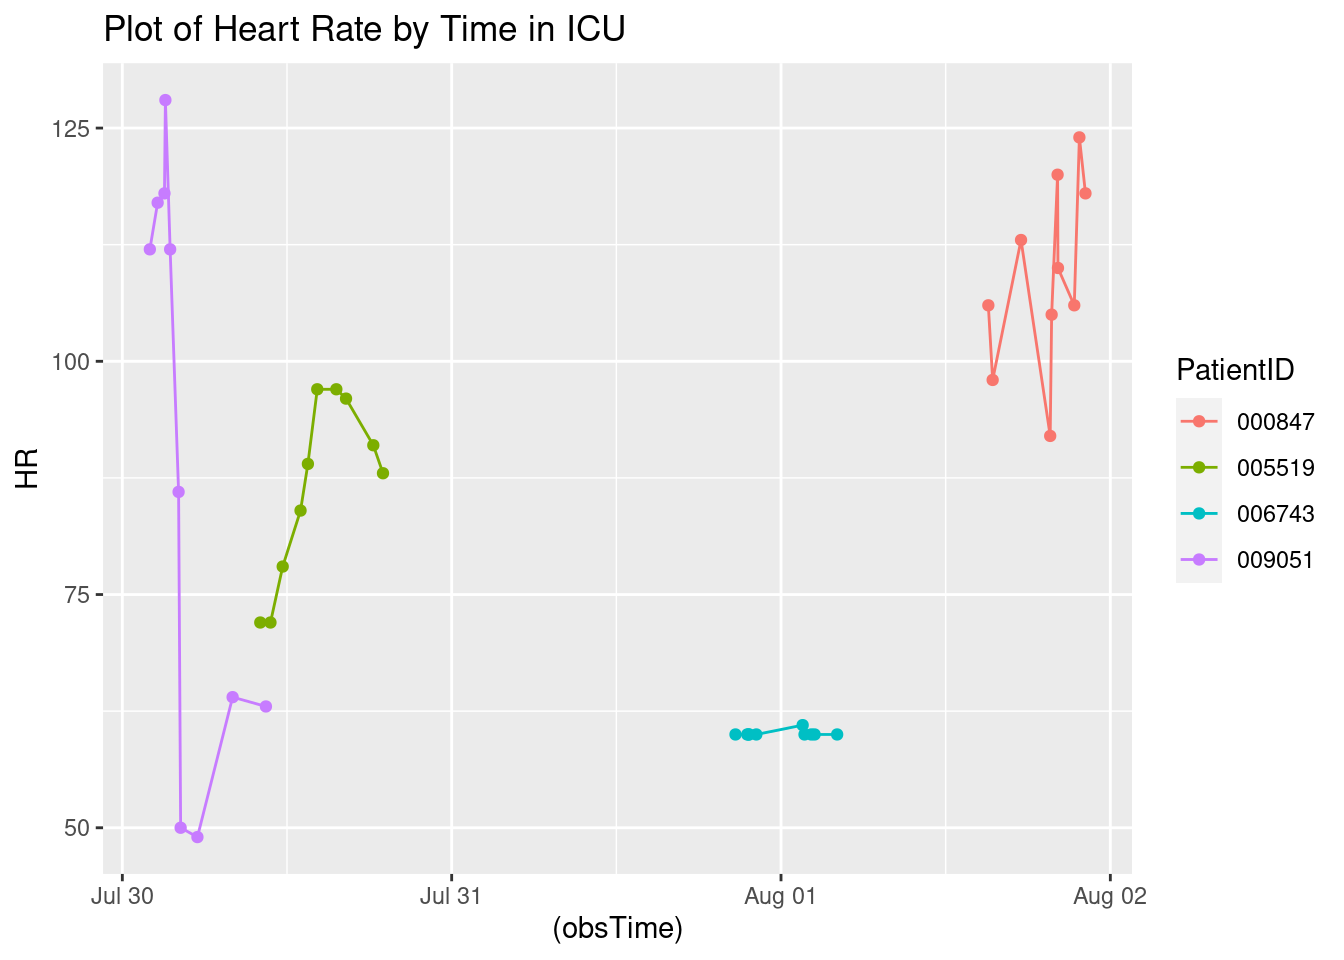 Plot of Heart Rate by Time in ICU
125
100
75
50
HR
Jul 30
Jul 31
Aug 01
Aug 02
(obsTime)
PatientID
000847
005519
006743
009051